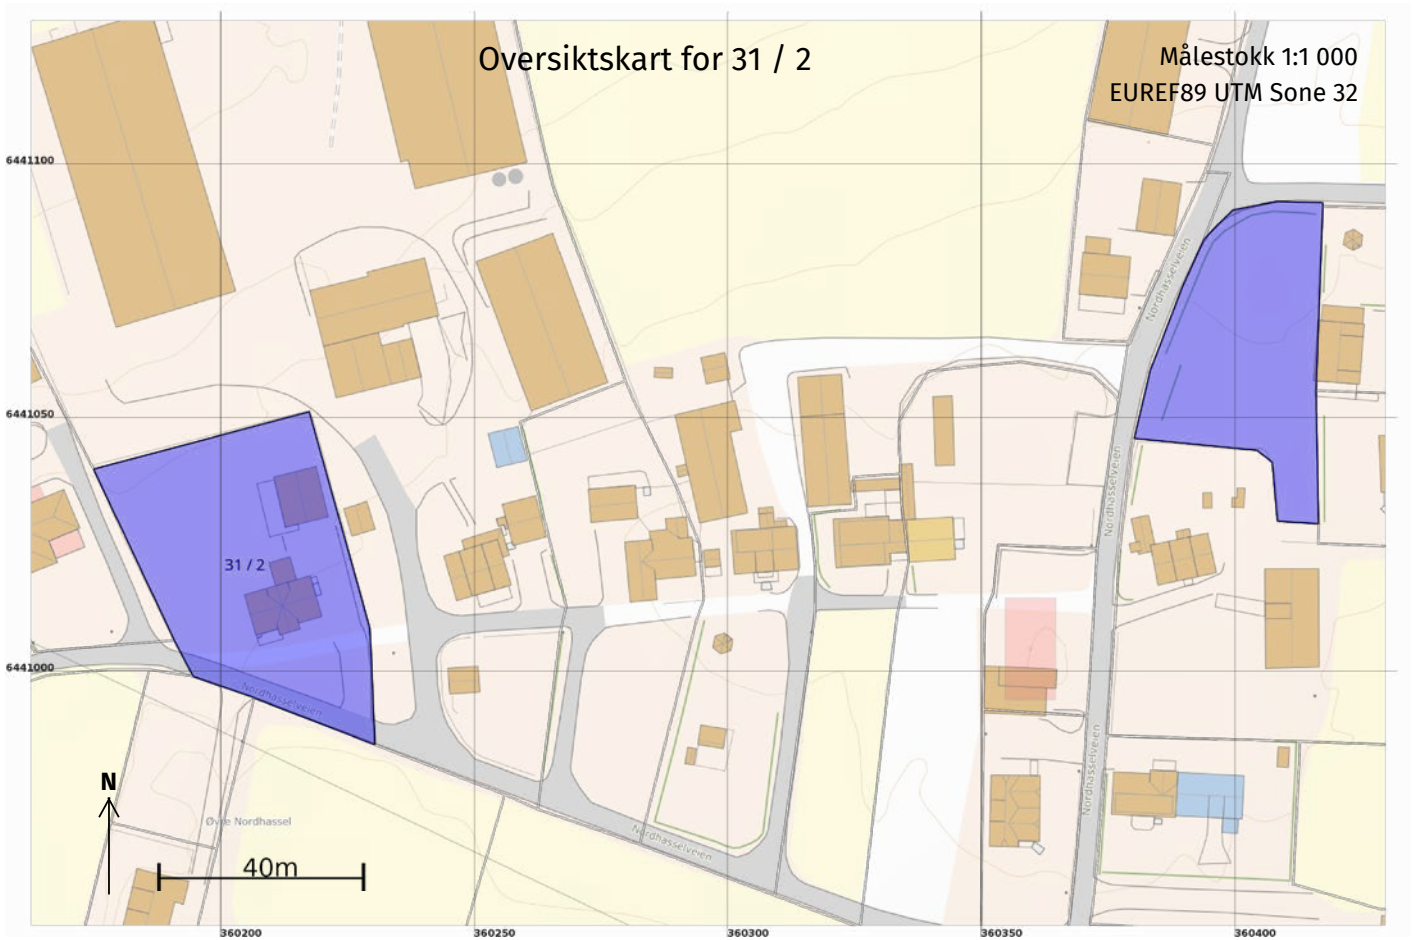 Oversiktskart for 31 / 2
Målestokk 1:1 000
EUREF89 UTM Sone 32
6441100
Nordhasselveien
6441050
Nordhasselveien
31 / 2
6441000
Nordhasselveien
Nordhasselveien
N
Øvre Nordhassel
Nordhasselveien
40m
360200
360250
360300
360350
360400